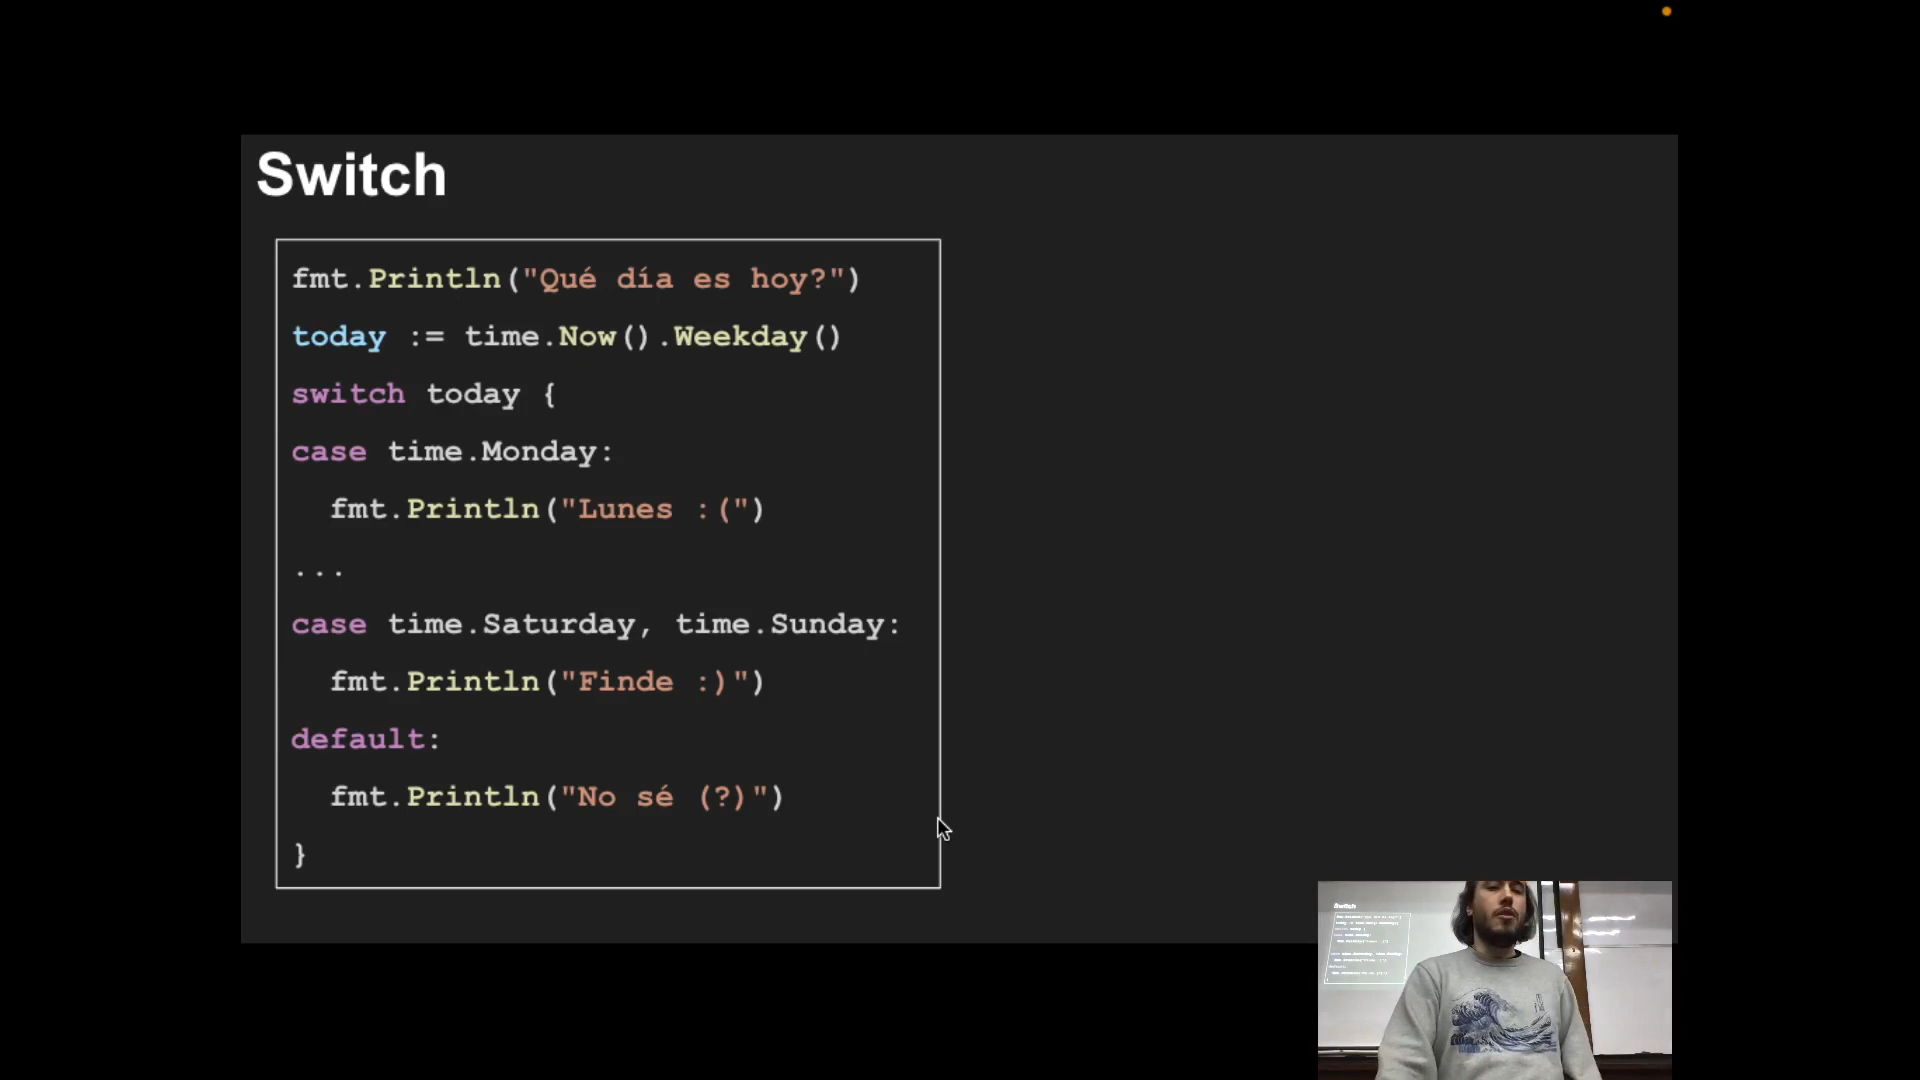 Switch
fmt.Println("Qué día es hoy?")
today := time.Now().Weekday()
switch today {
case time.Monday:
  fmt.Println("Lunes :(")
...
case time.Saturday, time.Sunday:
  fmt.Println("Finde :)")
default:
  fmt.Println("No sé (?)")
}
Switch